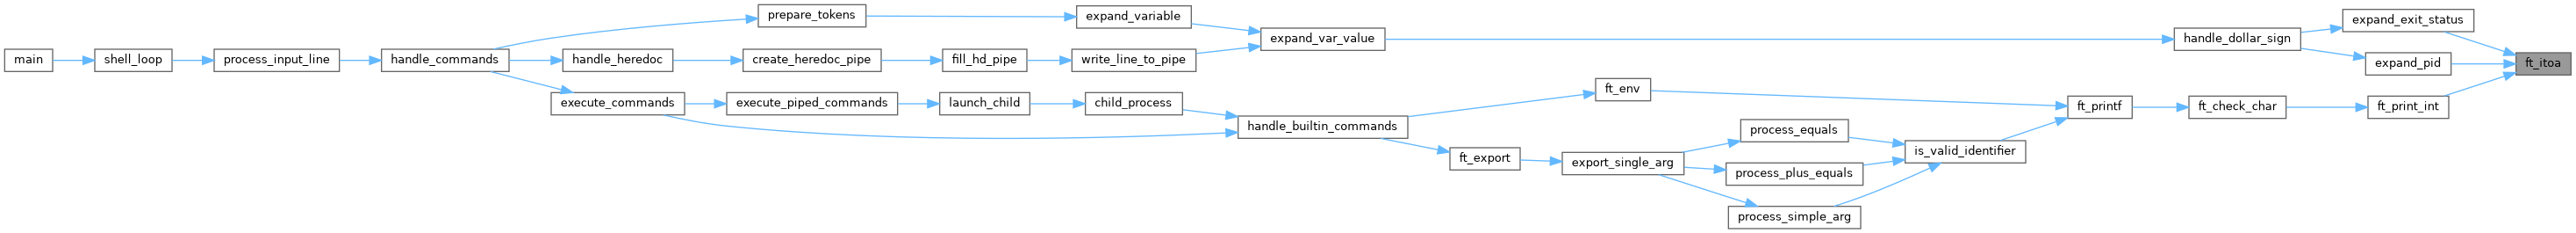 main
shell_loop
process_input_line
handle_commands
prepare_tokens
handle_heredoc
execute_commands
create_heredoc_pipe
execute_piped_commands
fill_hd_pipe
launch_child
expand_variable
write_line_to_pipe
child_process
expand_var_value
handle_builtin_commands
ft_env
ft_export
export_single_arg
process_equals
process_plus_equals
process_simple_arg
is_valid_identifier
ft_printf
handle_dollar_sign
ft_check_char
expand_exit_status
expand_pid
ft_print_int
ft_itoa